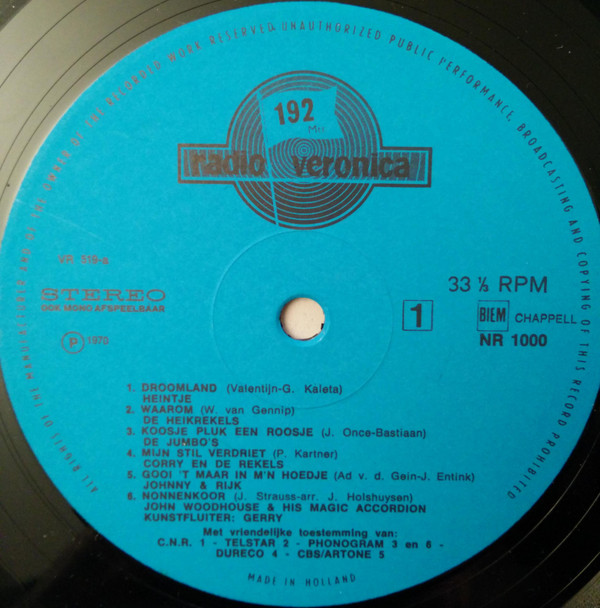 ALL RIGHTS OF THE MANUFACTURER AND OF THE OWNER OF THE RECORDED WORK RESERVED. UNAUTHORIZED PUBLIC PERFORMANCE, BROADCASTING AND COPYING OF THIS RECORD PROHIBITED
192
radio veronica
VR 519-a
STEREO
OOK MONO AFSPEELBAAR
P 1970
1
33 ⅓ RPM
BIEM CHAPPELL
NR 1000
1. DROOMLAND (Valentijn-G. Kaleta)
HEINTJE
2. WAAROM (W. van Gennip)
DE HEIKREKELS
3. KOOSJE PLUK EEN ROOSJE (J. Once-Bastiaan)
DE JUMBO'S
4. MIJN STIL VERDRIET (P. Kartner)
CORRY EN DE REKELS
5. GOOI 'T MAAR IN M'N HOEDJE (Ad v. d. Gein-J. Entink)
JOHNNY & RIJK
6. NONNENKOOR (J. Strauss-arr. J. Holshuysen)
JOHN WOODHOUSE & HIS MAGIC ACCORDION
KUNSTFLUITER: GERRY
Met vriendelijke toestemming van:
C.N.R. 1 - TELSTAR 2 - PHONOGRAM 3 en 6 -
DURECO 4 - CBS/ARTONE 5
MADE IN HOLLAND